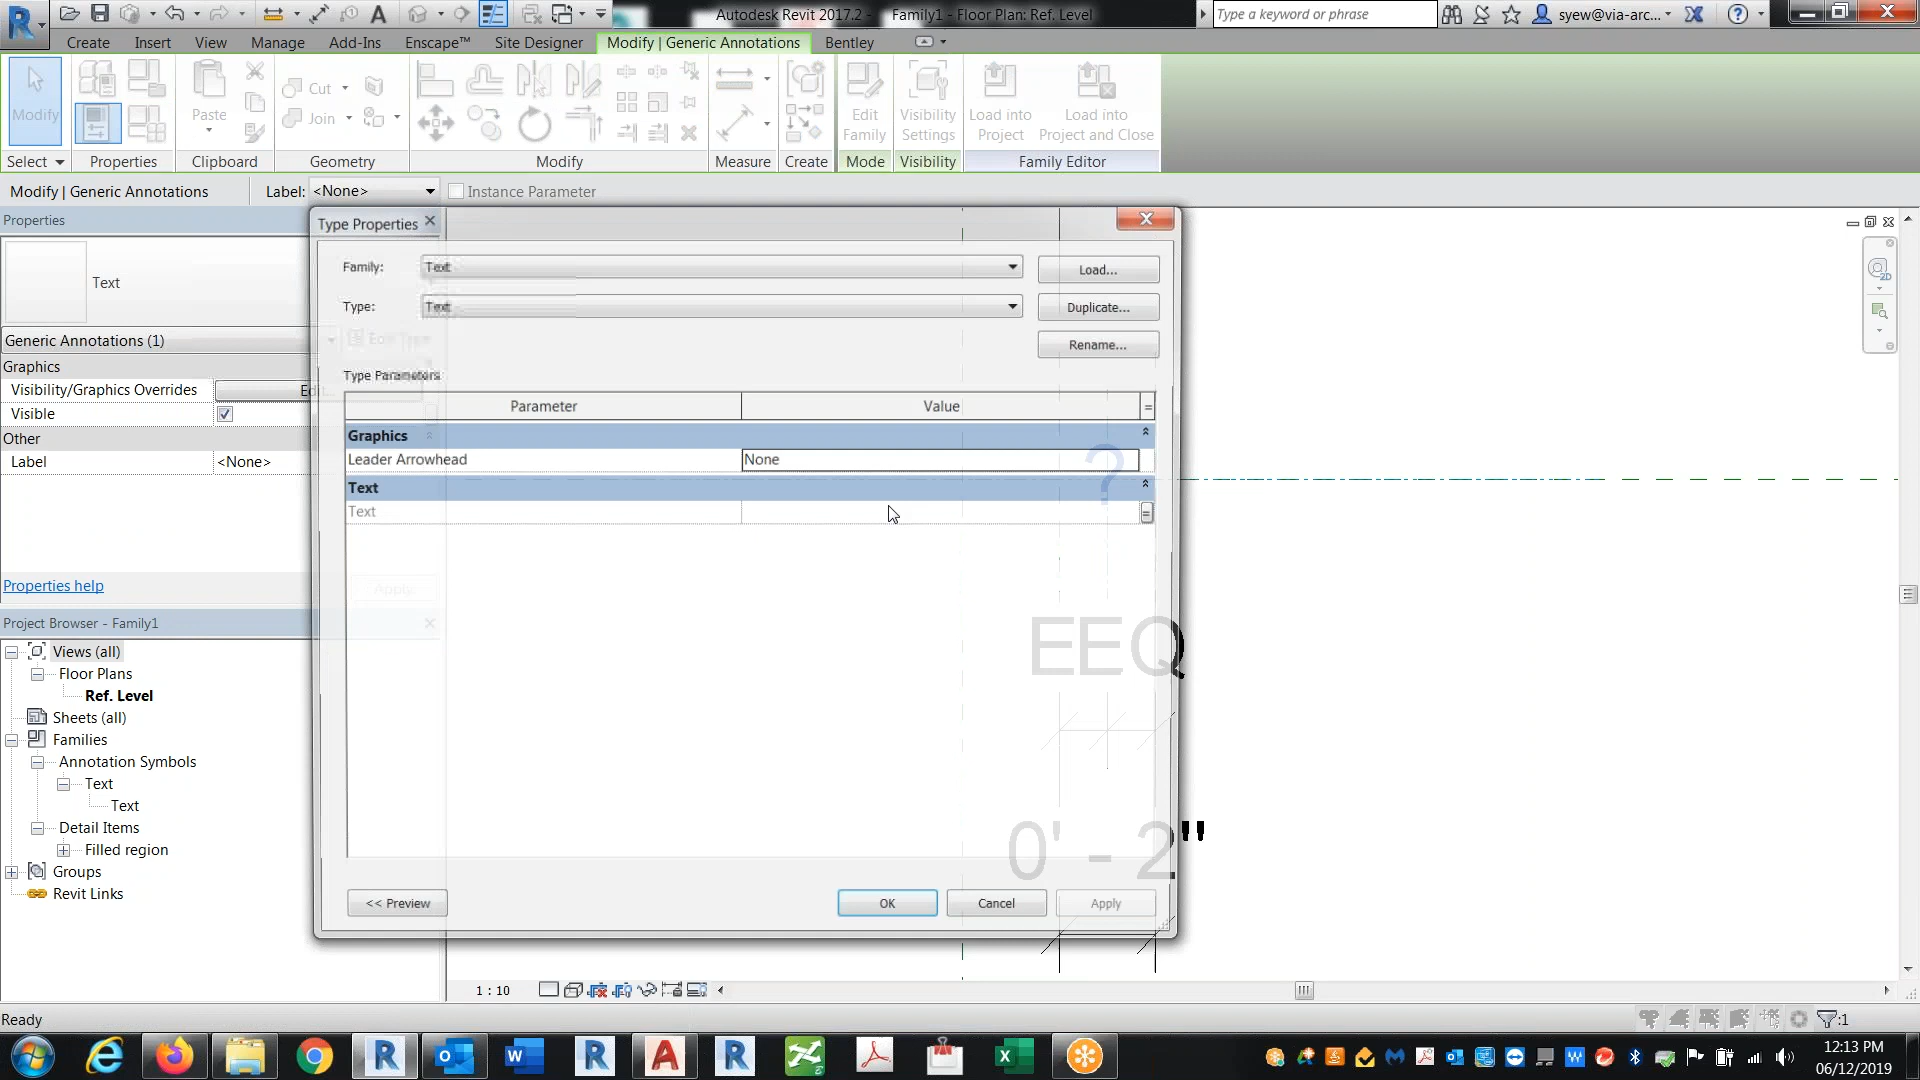 Autodesk Revit 2017.2 - Family1 - Floor Plan: Ref. Level
Type a keyword or phrase
syew@via-arc...
Create Insert View Manage Add-Ins Enscape™ Site Designer Modify | Generic Annotations Bentley
Modify
Paste
Cut
Join
Edit Family
Visibility Settings
Load into Project
Load into Project and Close
Select Properties Clipboard Geometry Modify Measure Create Mode Visibility Family Editor
Modify | Generic Annotations Label: <None> Instance Parameter
Properties
Text
Generic Annotations (1)
Edit Type
Graphics
Visibility/Graphics Overrides Edit...
Visible
Other
Label <None>
Properties help
Apply
Project Browser - Family1
Views (all)
Floor Plans
Ref. Level
Sheets (all)
Families
Annotation Symbols
Text
Text
Detail Items
Filled region
Groups
Revit Links
Type Properties
Family: Text Load...
Type: Text Duplicate...
Rename...
Type Parameters
Parameter Value
=
Graphics
Leader Arrowhead None
Text
Text
=
<< Preview OK Cancel Apply
?
EEQ
0' - 2"
1 : 10
Ready
:1
12:13 PM
06/12/2019